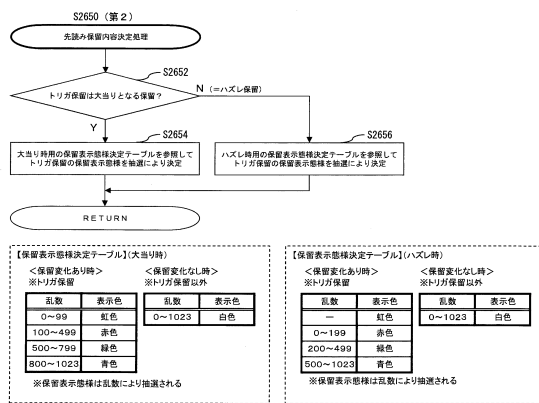 S2650（第２）
先読み保留内容決定処理
S2652
トリガ保留は大当りとなる保留？
N（＝ハズレ保留）
Y
S2654
大当り時用の保留表示態様決定テーブルを参照して
トリガ保留の保留表示態様を抽選により決定
S2656
ハズレ時用の保留表示態様決定テーブルを参照して
トリガ保留の保留表示態様を抽選により決定
ＲＥＴＵＲＮ
【保留表示態様決定テーブル】（大当り時）
＜保留変化あり時＞
※トリガ保留
乱数 表示色
0～99 虹色
100～499 赤色
500～799 緑色
800～1023 青色
＜保留変化なし時＞
※トリガ保留以外
乱数 表示色
0～1023 白色
※保留表示態様は乱数により抽選される
【保留表示態様決定テーブル】（ハズレ時）
＜保留変化あり時＞
※トリガ保留
乱数 表示色
― 虹色
0～199 赤色
200～499 緑色
500～1023 青色
＜保留変化なし時＞
※トリガ保留以外
乱数 表示色
0～1023 白色
※保留表示態様は乱数により抽選される